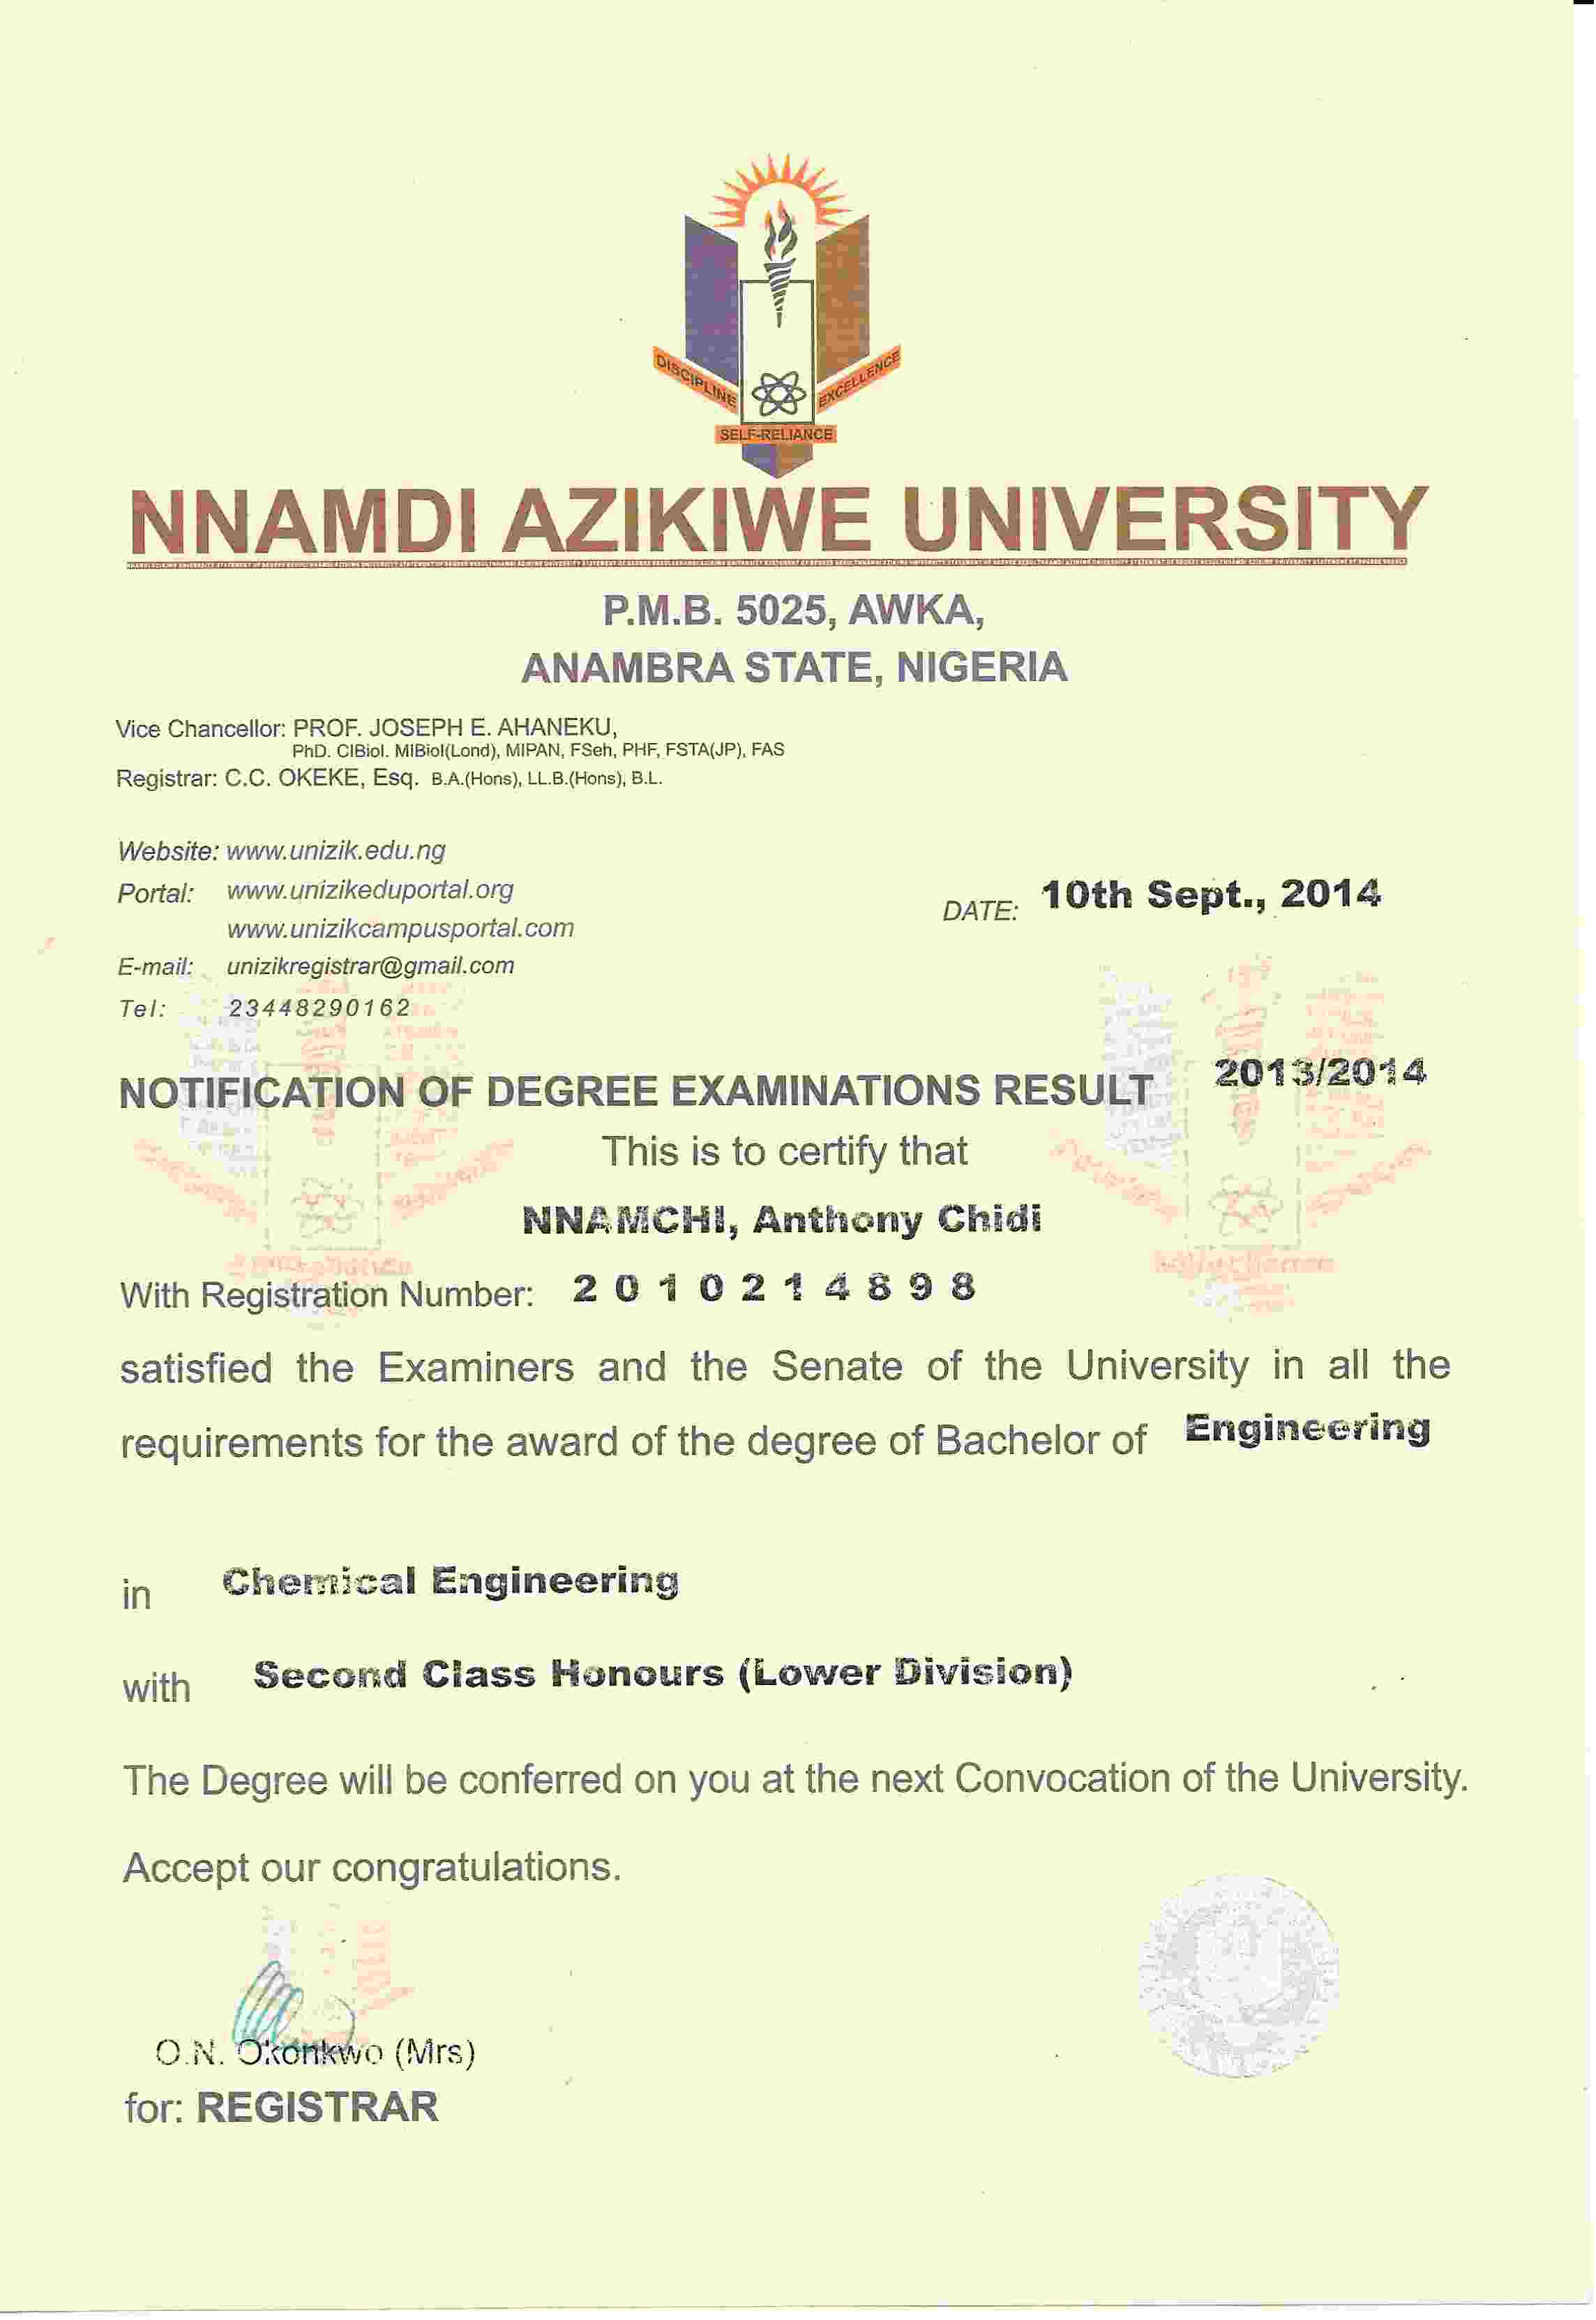 DISCIPLINE
EXCELLENCE
SELF-RELIANCE
NNAMDI AZIKIWE UNIVERSITY
P.M.B. 5025, AWKA,
ANAMBRA STATE, NIGERIA
Vice Chancellor: PROF. JOSEPH E. AHANEKU,
PhD. CIBiol. MIBiol(Lond), MIPAN, FSeh, PHF, FSTA(JP), FAS
Registrar: C.C. OKEKE, Esq. B.A.(Hons), LL.B.(Hons), B.L.
Website: www.unizik.edu.ng
Portal: www.unizikeduportal.org
www.unizikcampusportal.com
DATE: 10th Sept., 2014
E-mail: unizikregistrar@gmail.com
Tel: 23448290162
NOTIFICATION OF DEGREE EXAMINATIONS RESULT 2013/2014
This is to certify that
NNAMCHI, Anthony Chidi
With Registration Number: 2 0 1 0 2 1 4 8 9 8
satisfied the Examiners and the Senate of the University in all the
requirements for the award of the degree of Bachelor of Engineering
in Chemical Engineering
with Second Class Honours (Lower Division)
The Degree will be conferred on you at the next Convocation of the University.
Accept our congratulations.
O.N. Okonkwo (Mrs)
for: REGISTRAR